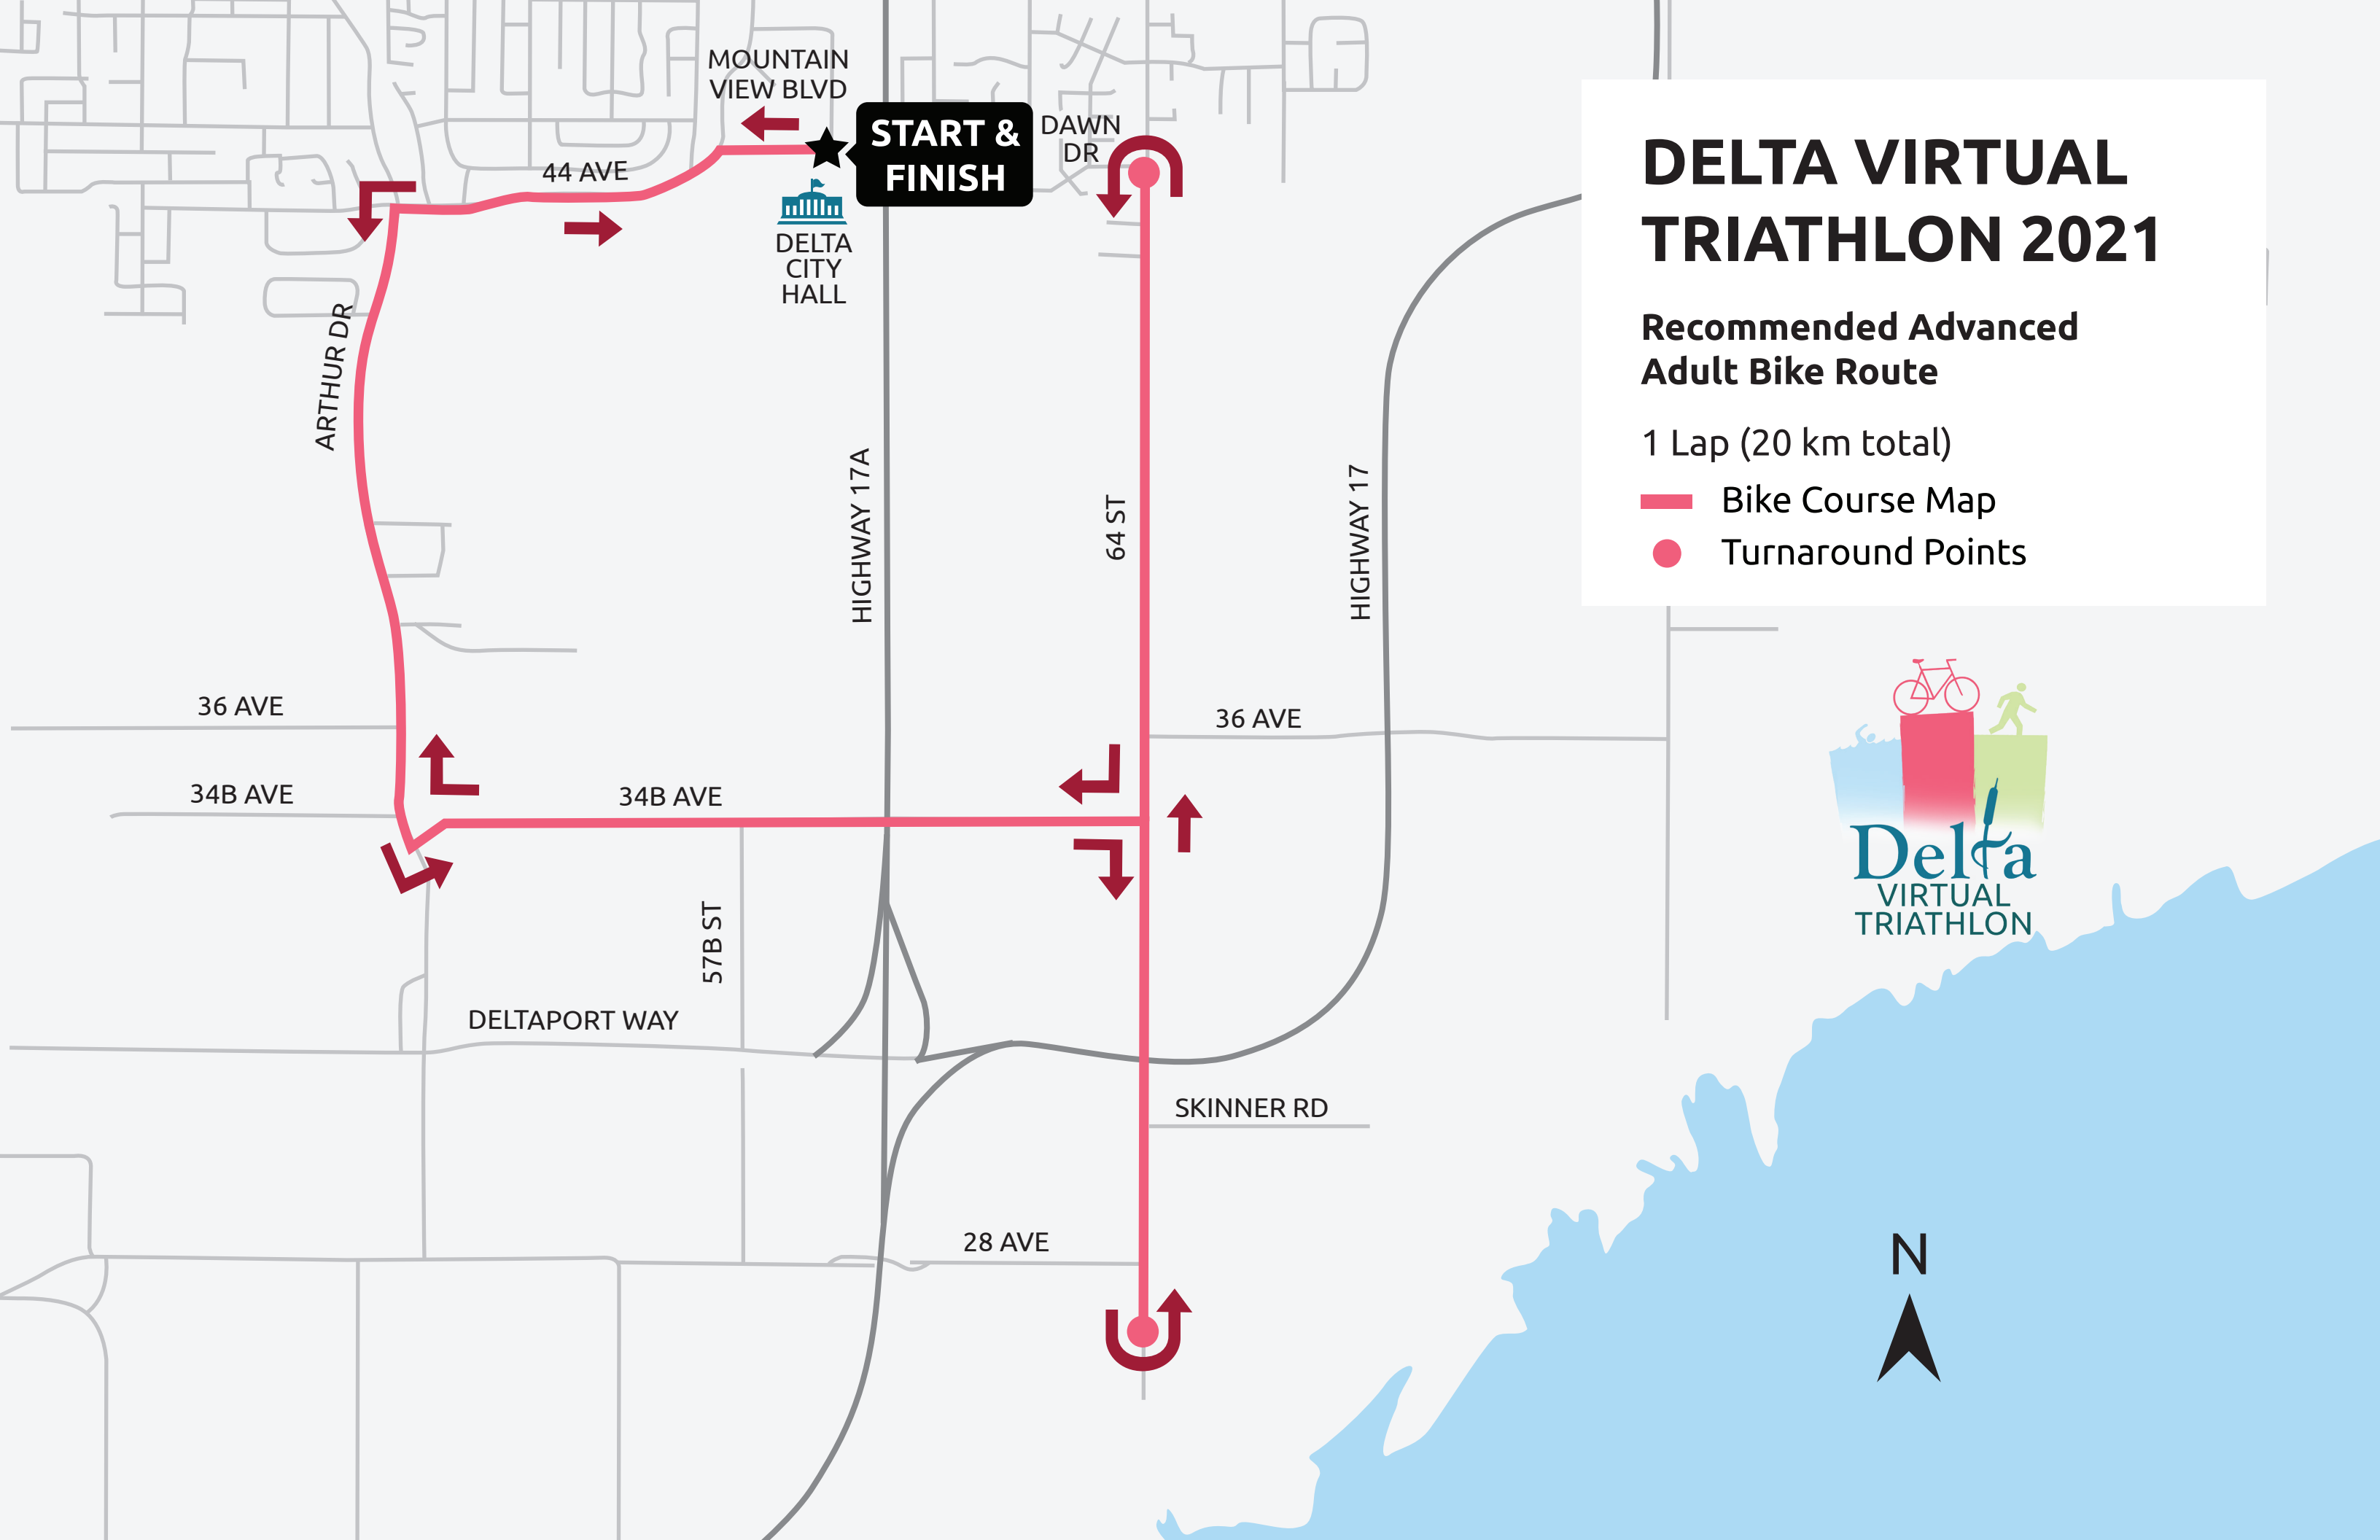 MOUNTAIN
VIEW BLVD
START &
FINISH
DAWN
DR
44 AVE
DELTA
CITY
HALL
ARTHUR DR
HIGHWAY 17A
64 ST
HIGHWAY 17
DELTA VIRTUAL
TRIATHLON 2021
Recommended Advanced
Adult Bike Route
1 Lap (20 km total)
Bike Course Map
Turnaround Points
36 AVE
36 AVE
34B AVE
34B AVE
57B ST
DELTAPORT WAY
SKINNER RD
28 AVE
Delta
VIRTUAL
TRIATHLON
N